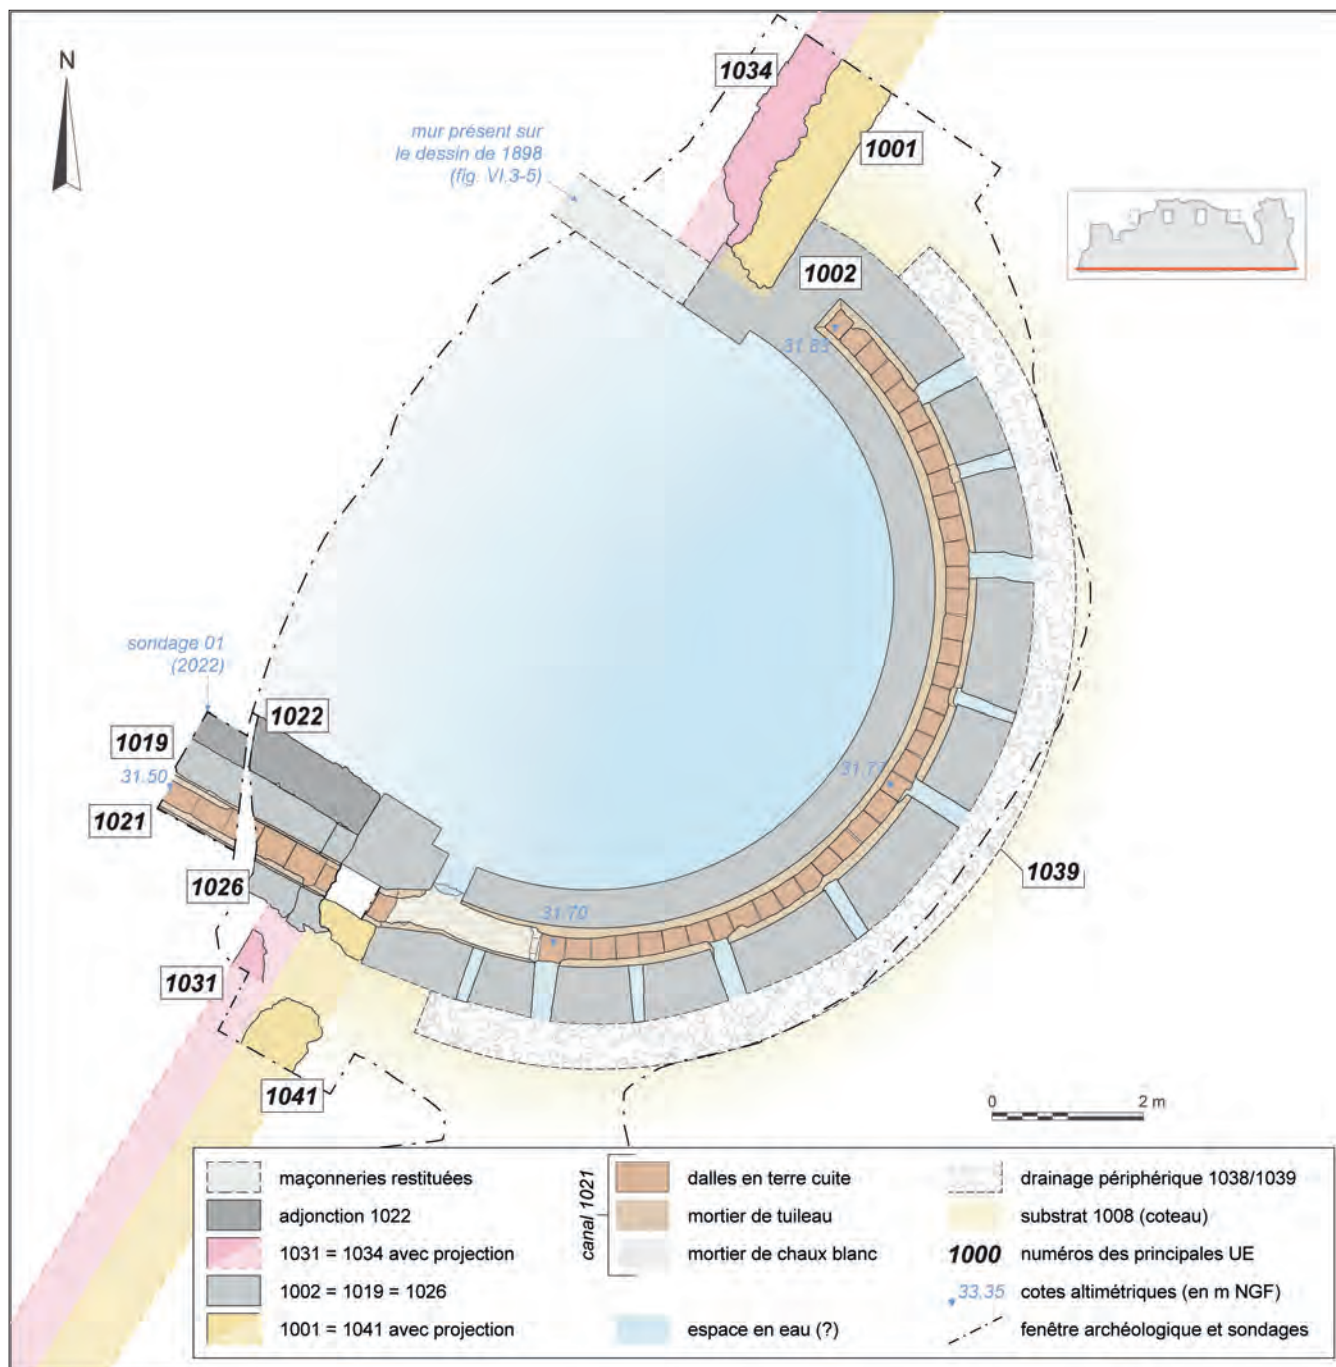 N
1034
mur présent sur
le dessin de 1898
(fig. VI.3-5)
1001
1002
31 83
sondage 01
(2022)
1022
1019
31.50
1021
31.77
1026
1039
31.70
1031
1041
0 2 m
maçonneries restituées
adjonction 1022
1031 = 1034 avec projection
1002 = 1019 = 1026
1001 = 1041 avec projection
canal 1021
dalles en terre cuite
mortier de tuileau
mortier de chaux blanc
espace en eau (?)
drainage périphérique 1038/1039
substrat 1008 (coteau)
1000 numéros des principales UE
33.35 cotes altimétriques (en m NGF)
fenêtre archéologique et sondages